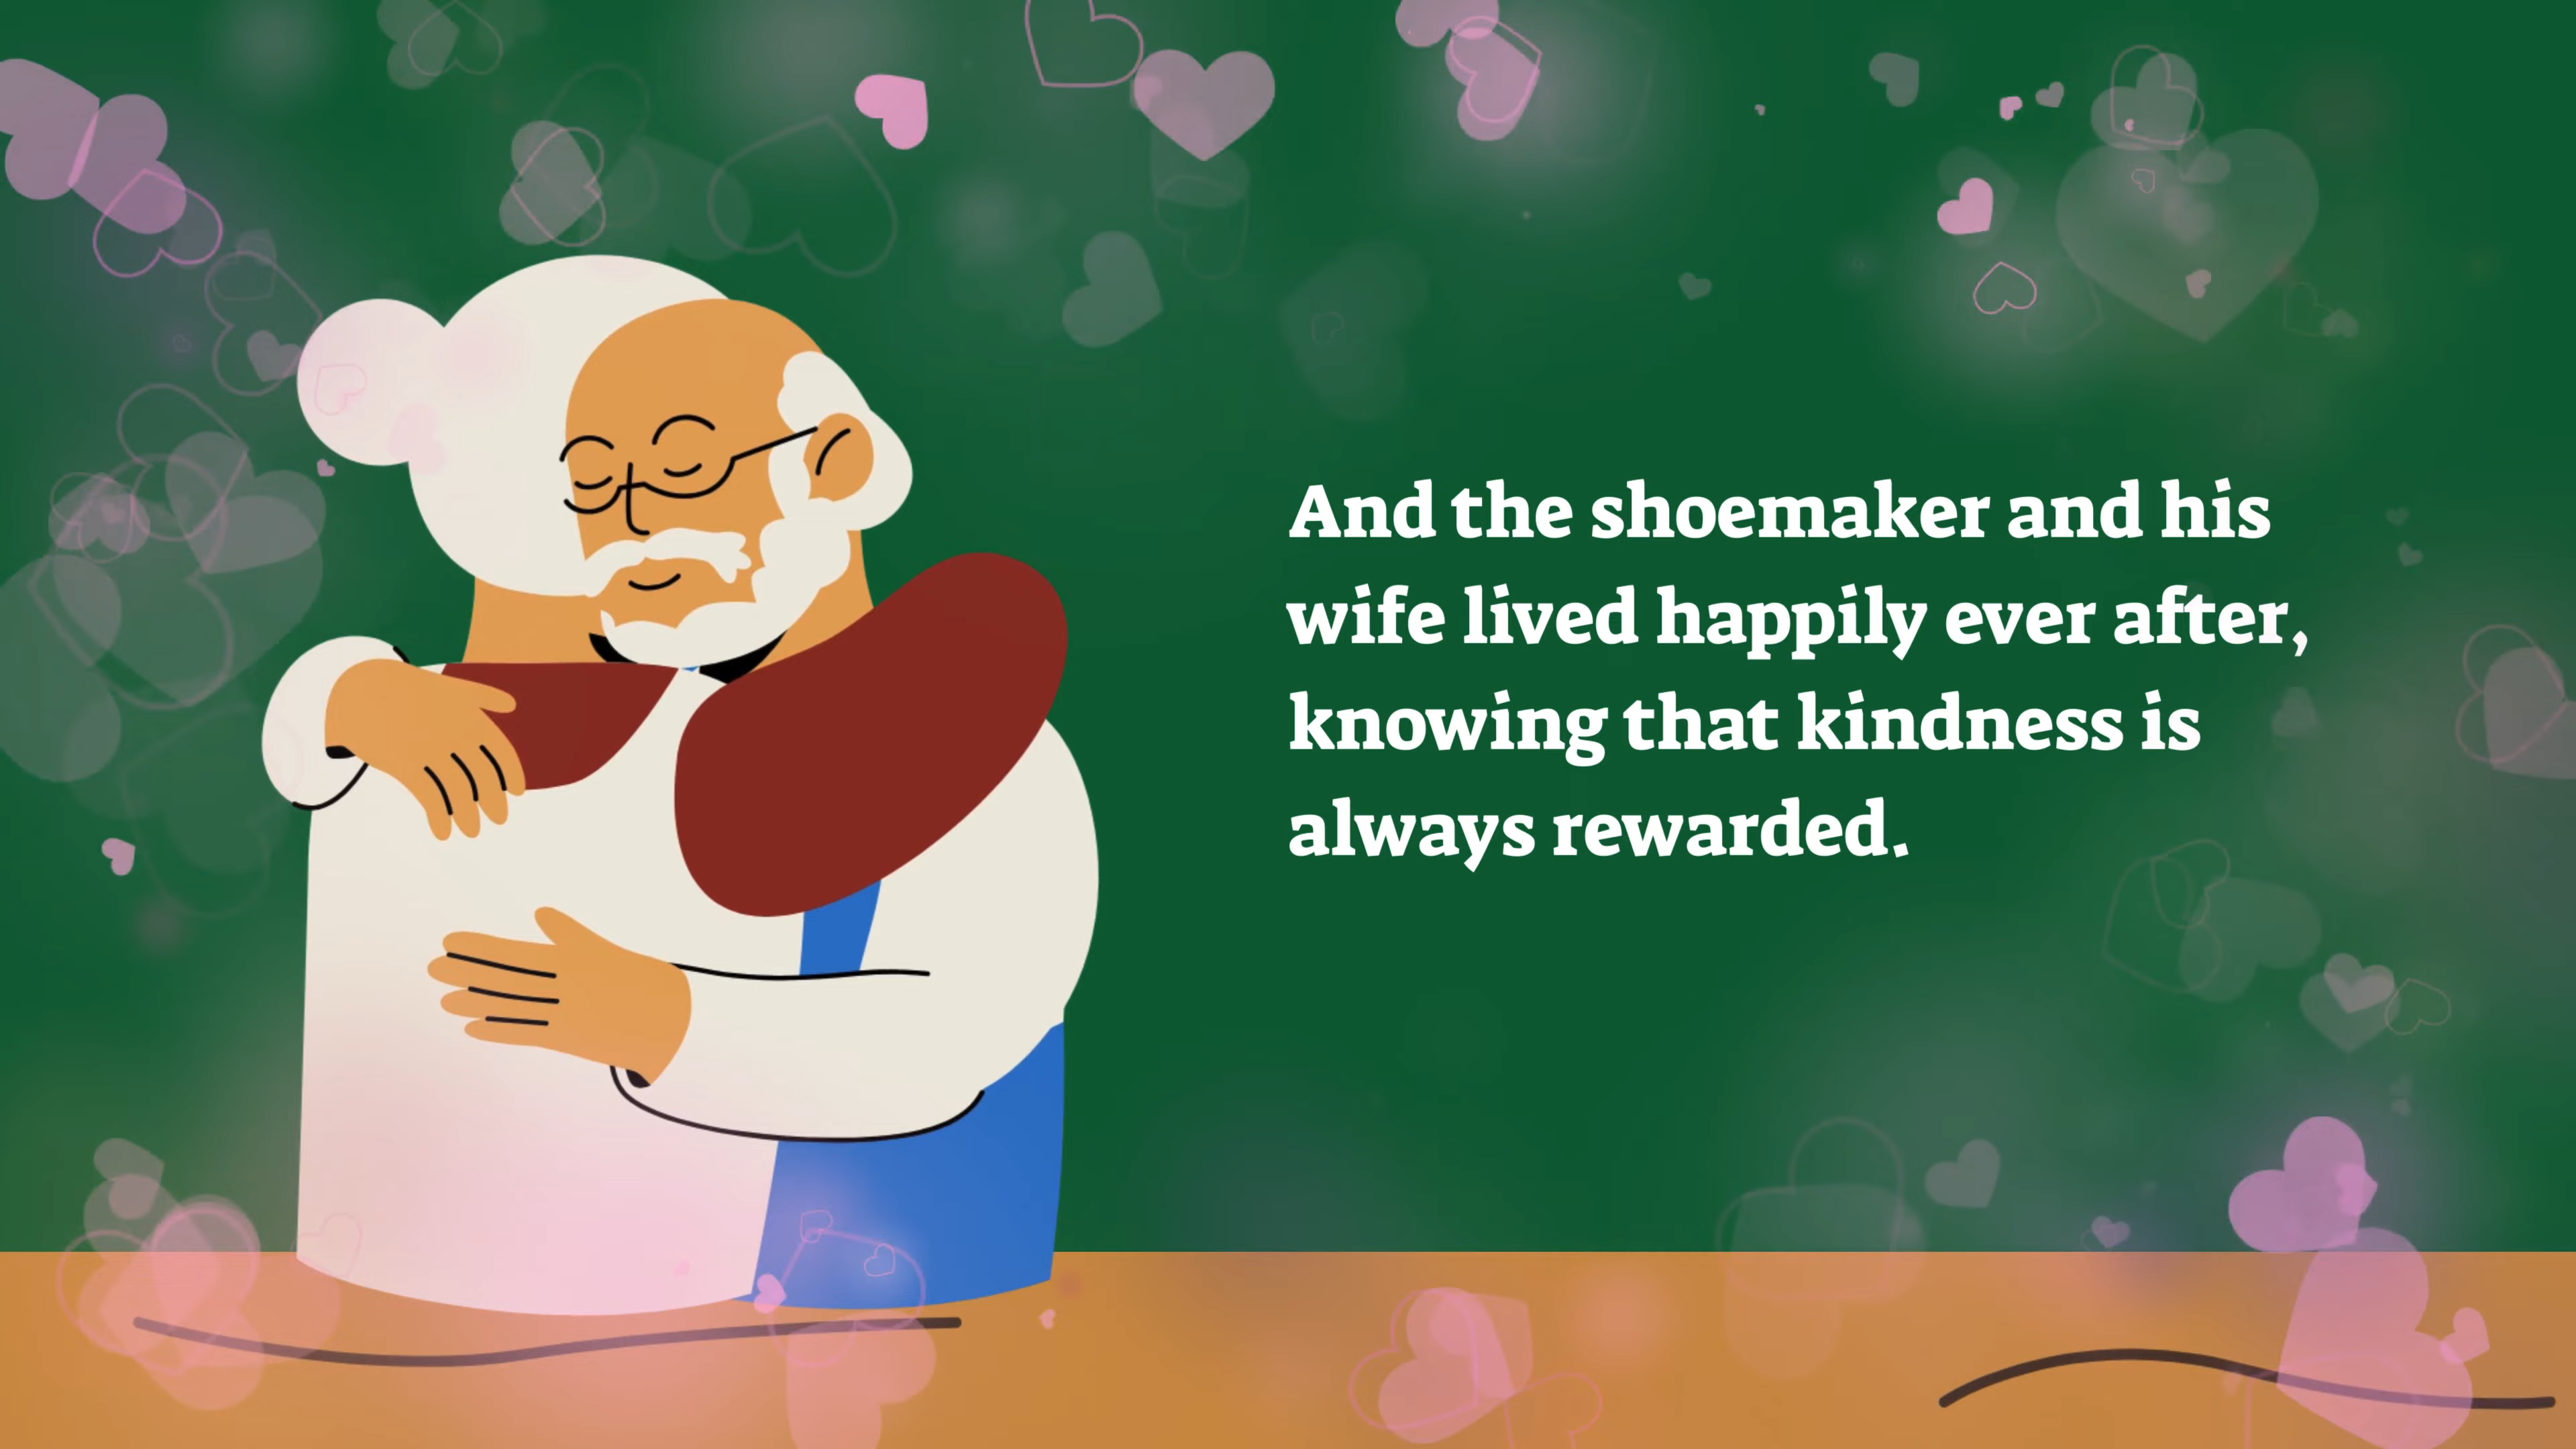 And the shoemaker and his
wife lived happily ever after,
knowing that kindness is
always rewarded.